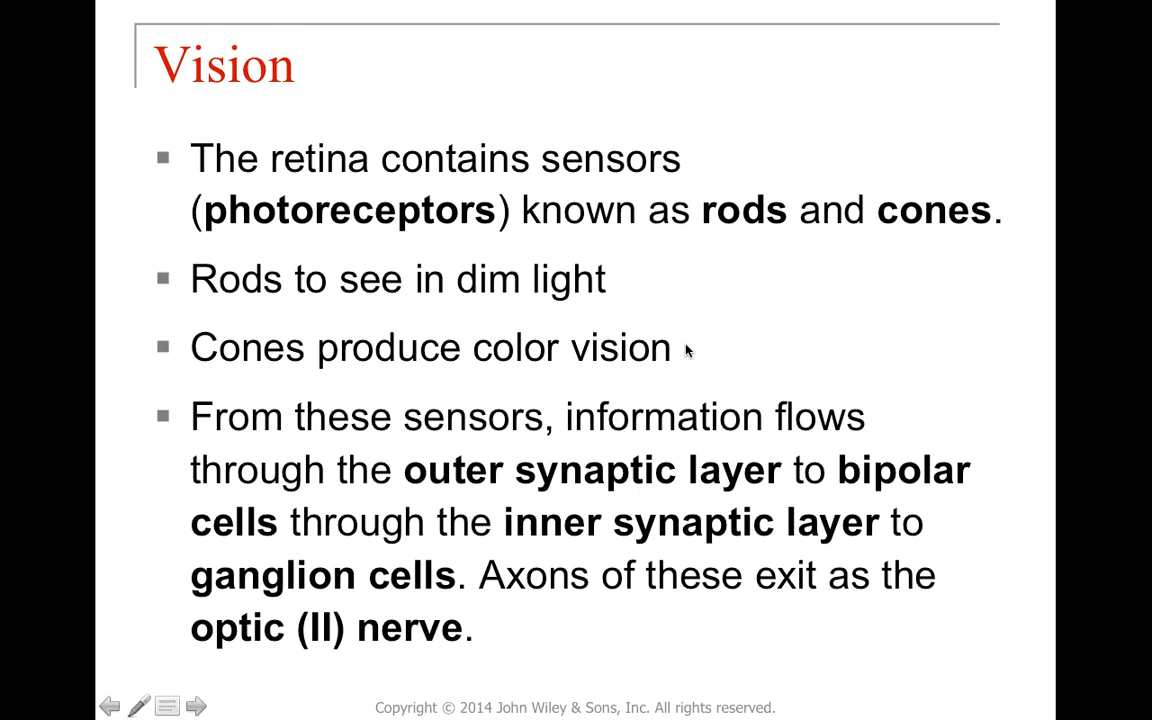 Vision
The retina contains sensors
(photoreceptors) known as rods and cones.
Rods to see in dim light
Cones produce color vision
From these sensors, information flows
through the outer synaptic layer to bipolar
cells through the inner synaptic layer to
ganglion cells. Axons of these exit as the
optic (II) nerve.
Copyright © 2014 John Wiley & Sons, Inc. All rights reserved.